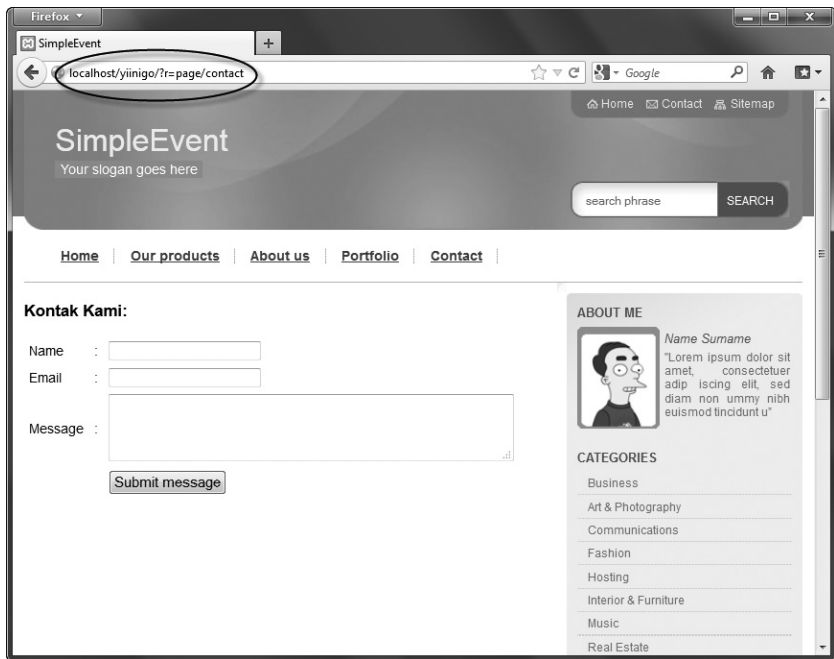 Firefox
SimpleEvent
localhost/yiinigo/?r=page/contact
Google
Home Contact Sitemap
SimpleEvent
Your slogan goes here
search phrase SEARCH
Home Our products About us Portfolio Contact
Kontak Kami:
Name :
Email :
Message :
Submit message
ABOUT ME
Name Surname
"Lorem ipsum dolor sit
amet, consectetuer
adip iscing elit, sed
diam non ummy nibh
euismod tincidunt u"
CATEGORIES
Business
Art & Photography
Communications
Fashion
Hosting
Interior & Furniture
Music
Real Estate